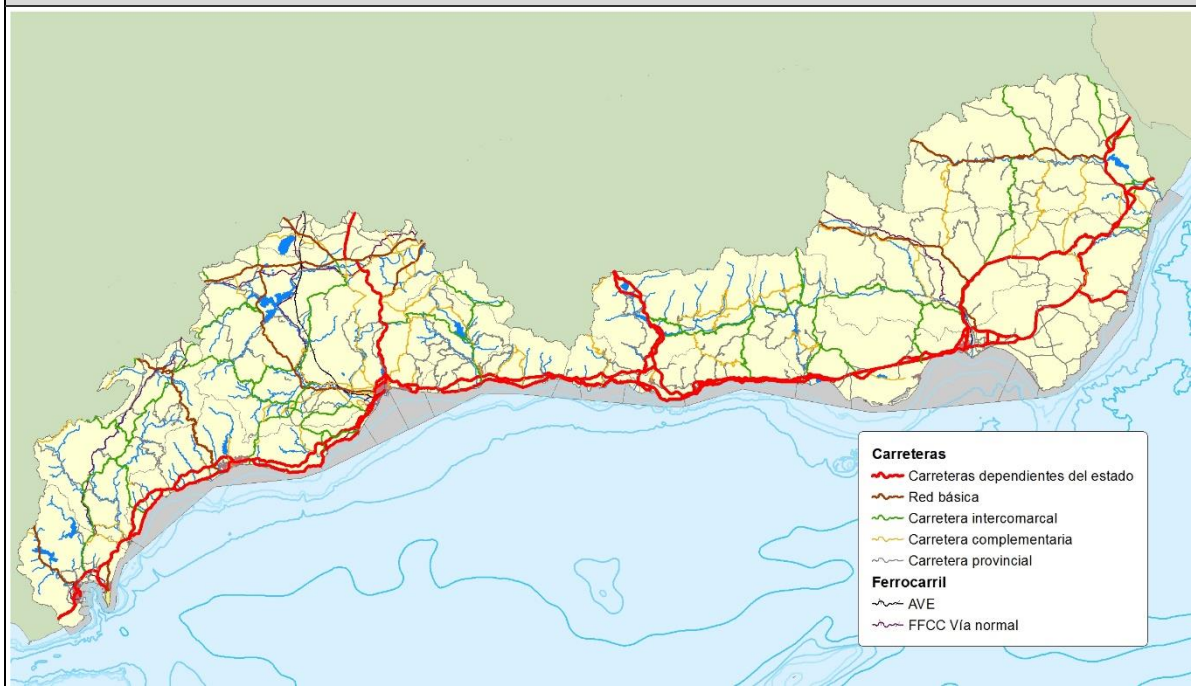 Carreteras
Carreteras dependientes del estado
Red básica
Carretera intercomarcal
Carretera complementaria
Carretera provincial
Ferrocarril
AVE
FFCC Vía normal